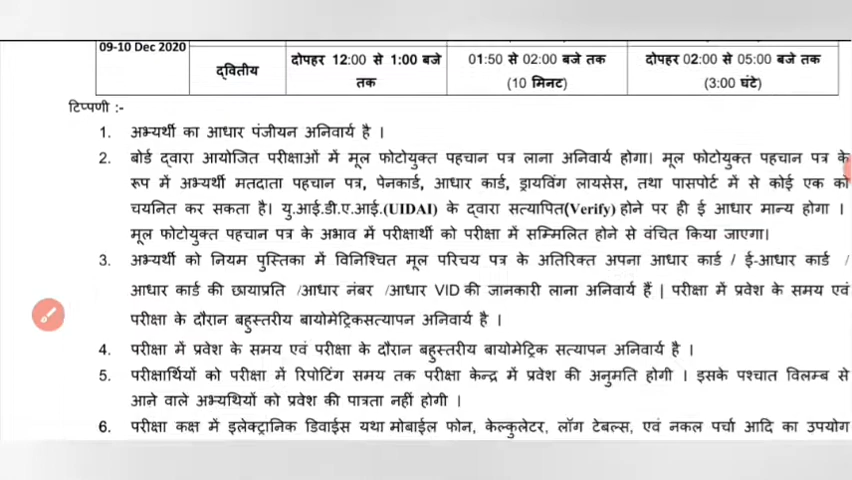 09-10 Dec 2020
द्वितीय
दोपहर 12:00 से 1:00 बजे
तक
01:50 से 02:00 बजे तक
(10 मिनट)
दोपहर 02:00 से 05:00 बजे तक
(3:00 घंटे)
टिप्पणी :-
1. अभ्यर्थी का आधार पंजीयन अनिवार्य है ।
2. बोर्ड द्वारा आयोजित परीक्षाओं में मूल फोटोयुक्त पहचान पत्र लाना अनिवार्य होगा। मूल फोटोयुक्त पहचान पत्र के
रूप में अभ्यर्थी मतदाता पहचान पत्र, पेनकार्ड, आधार कार्ड, ड्रायविंग लायसेस, तथा पासपोर्ट में से कोई एक को
चयनित कर सकता है। यु.आई.डी.ए.आई.(UIDAI) के द्वारा सत्यापित(Verify) होने पर ही ई आधार मान्य होगा ।
मूल फोटोयुक्त पहचान पत्र के अभाव में परीक्षार्थी को परीक्षा में सम्मिलित होने से वंचित किया जाएगा।
3. अभ्यर्थी को नियम पुस्तिका में विनिश्चित मूल परिचय पत्र के अतिरिक्त अपना आधार कार्ड / ई-आधार कार्ड /
आधार कार्ड की छायाप्रति /आधार नंबर /आधार VID की जानकारी लाना अनिवार्य हैं | परीक्षा में प्रवेश के समय एवं
परीक्षा के दौरान बहुस्तरीय बायोमेट्रिकसत्यापन अनिवार्य है ।
4. परीक्षा में प्रवेश के समय एवं परीक्षा के दौरान बहुस्तरीय बायोमेट्रिक सत्यापन अनिवार्य है ।
5. परीक्षार्थियों को परीक्षा में रिपोटिंग समय तक परीक्षा केन्द्र में प्रवेश की अनुमति होगी । इसके पश्चात विलम्ब से
आने वाले अभ्यथियों को प्रवेश की पात्रता नहीं होगी ।
6. परीक्षा कक्ष में इलेक्ट्रानिक डिवाईस यथा मोबाईल फोन, केल्कुलेटर, लॉग टेबल्स, एवं नकल पर्चा आदि का उपयोग